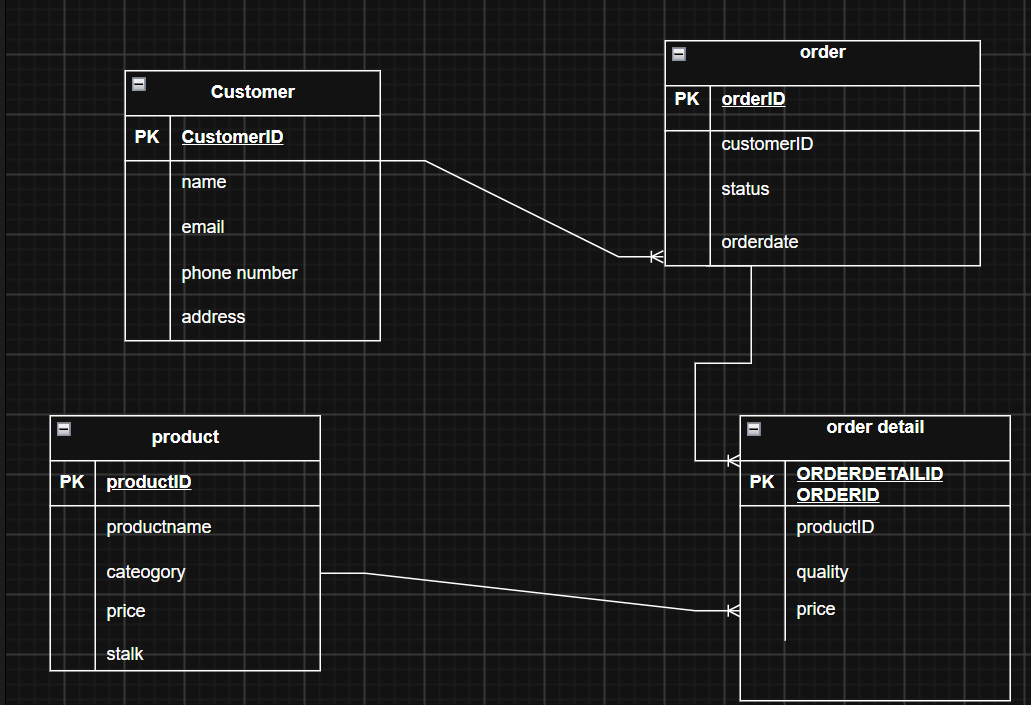 Customer
PK CustomerID
name
email
phone number
address
order
PK orderID
customerID
status
orderdate
product
PK productID
productname
cateogory
price
stalk
order detail
PK ORDERDETAILID
ORDERID
productID
quality
price